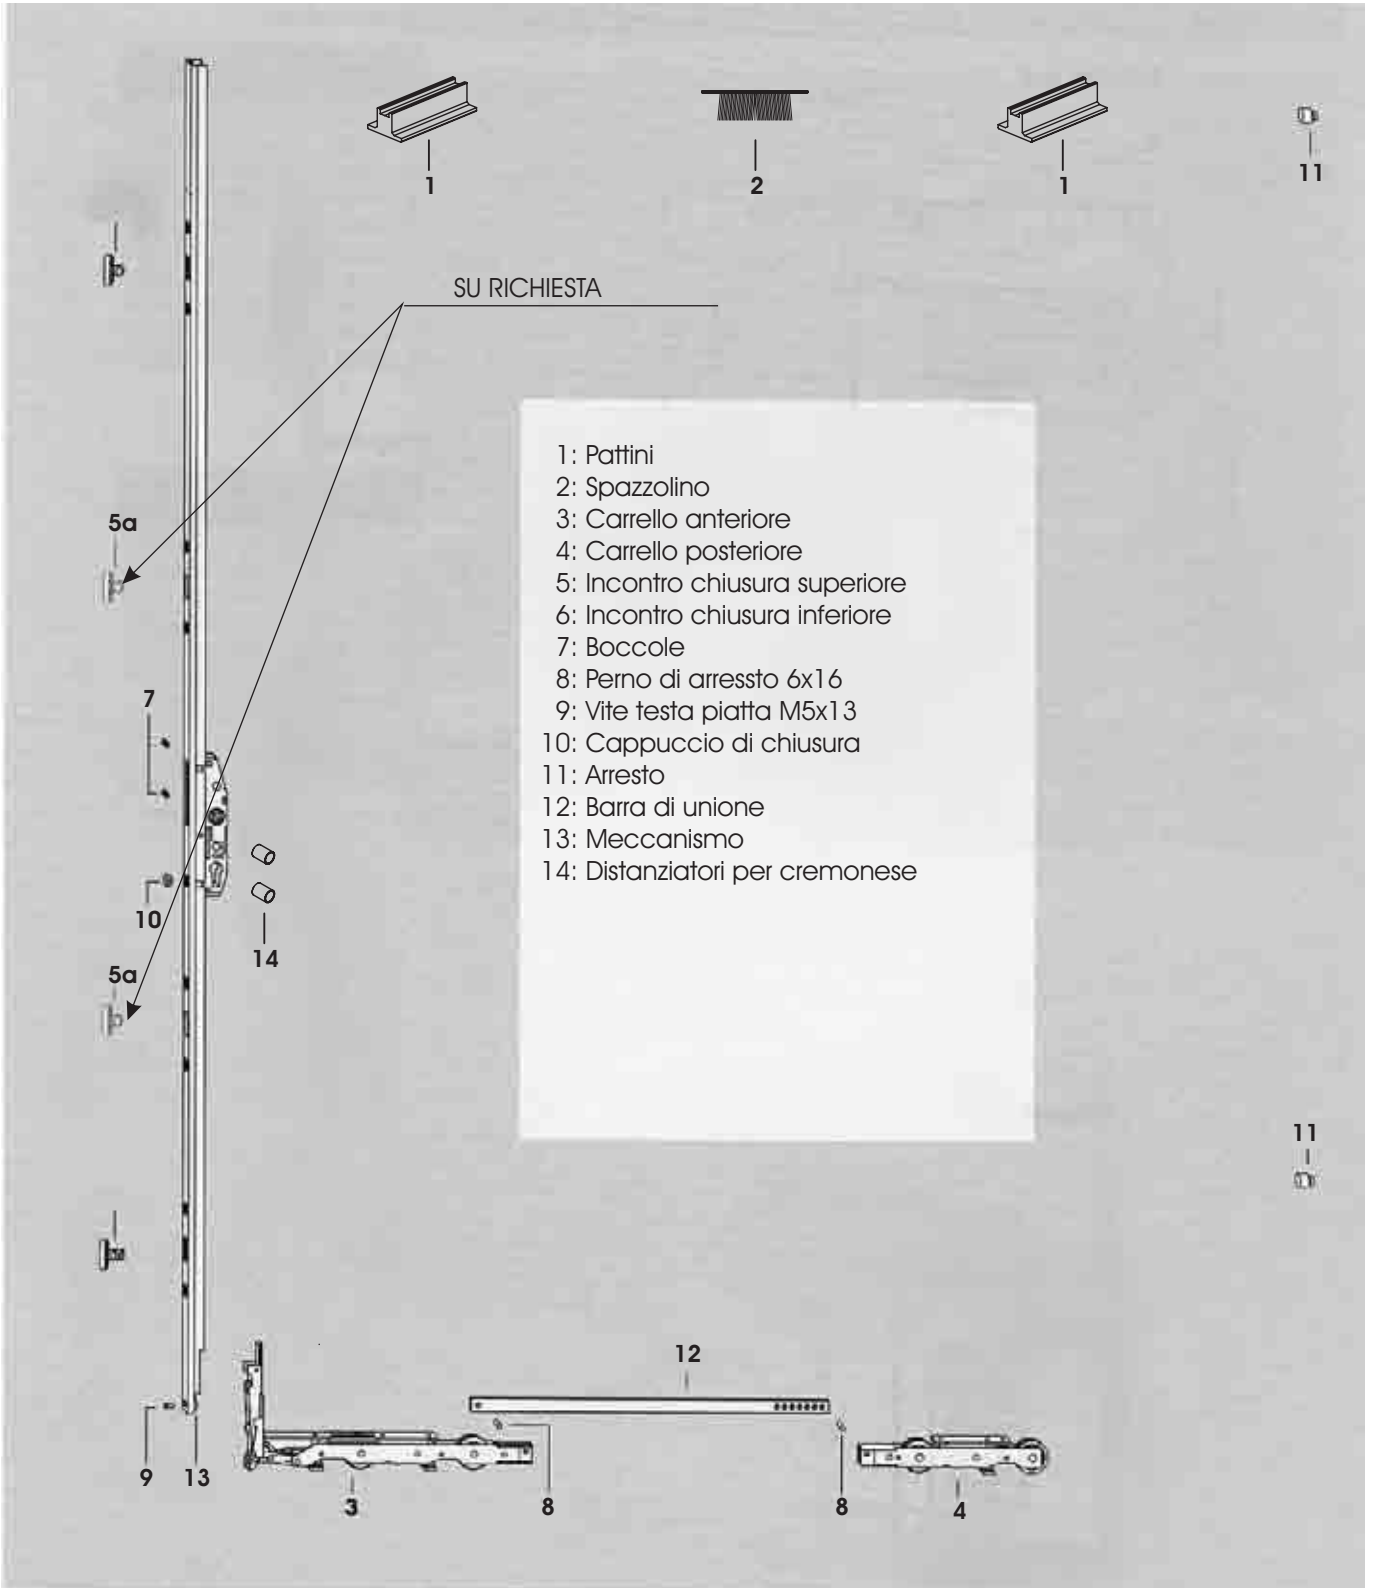 1
2
1
11
SU RICHIESTA
5a
1: Pattini
2: Spazzolino
3: Carrello anteriore
4: Carrello posteriore
5: Incontro chiusura superiore
6: Incontro chiusura inferiore
7: Boccole
8: Perno di arressto 6x16
9: Vite testa piatta M5x13
10: Cappuccio di chiusura
11: Arresto
12: Barra di unione
13: Meccanismo
14: Distanziatori per cremonese
7
10
14
5a
11
12
9
13
3
8
8
4